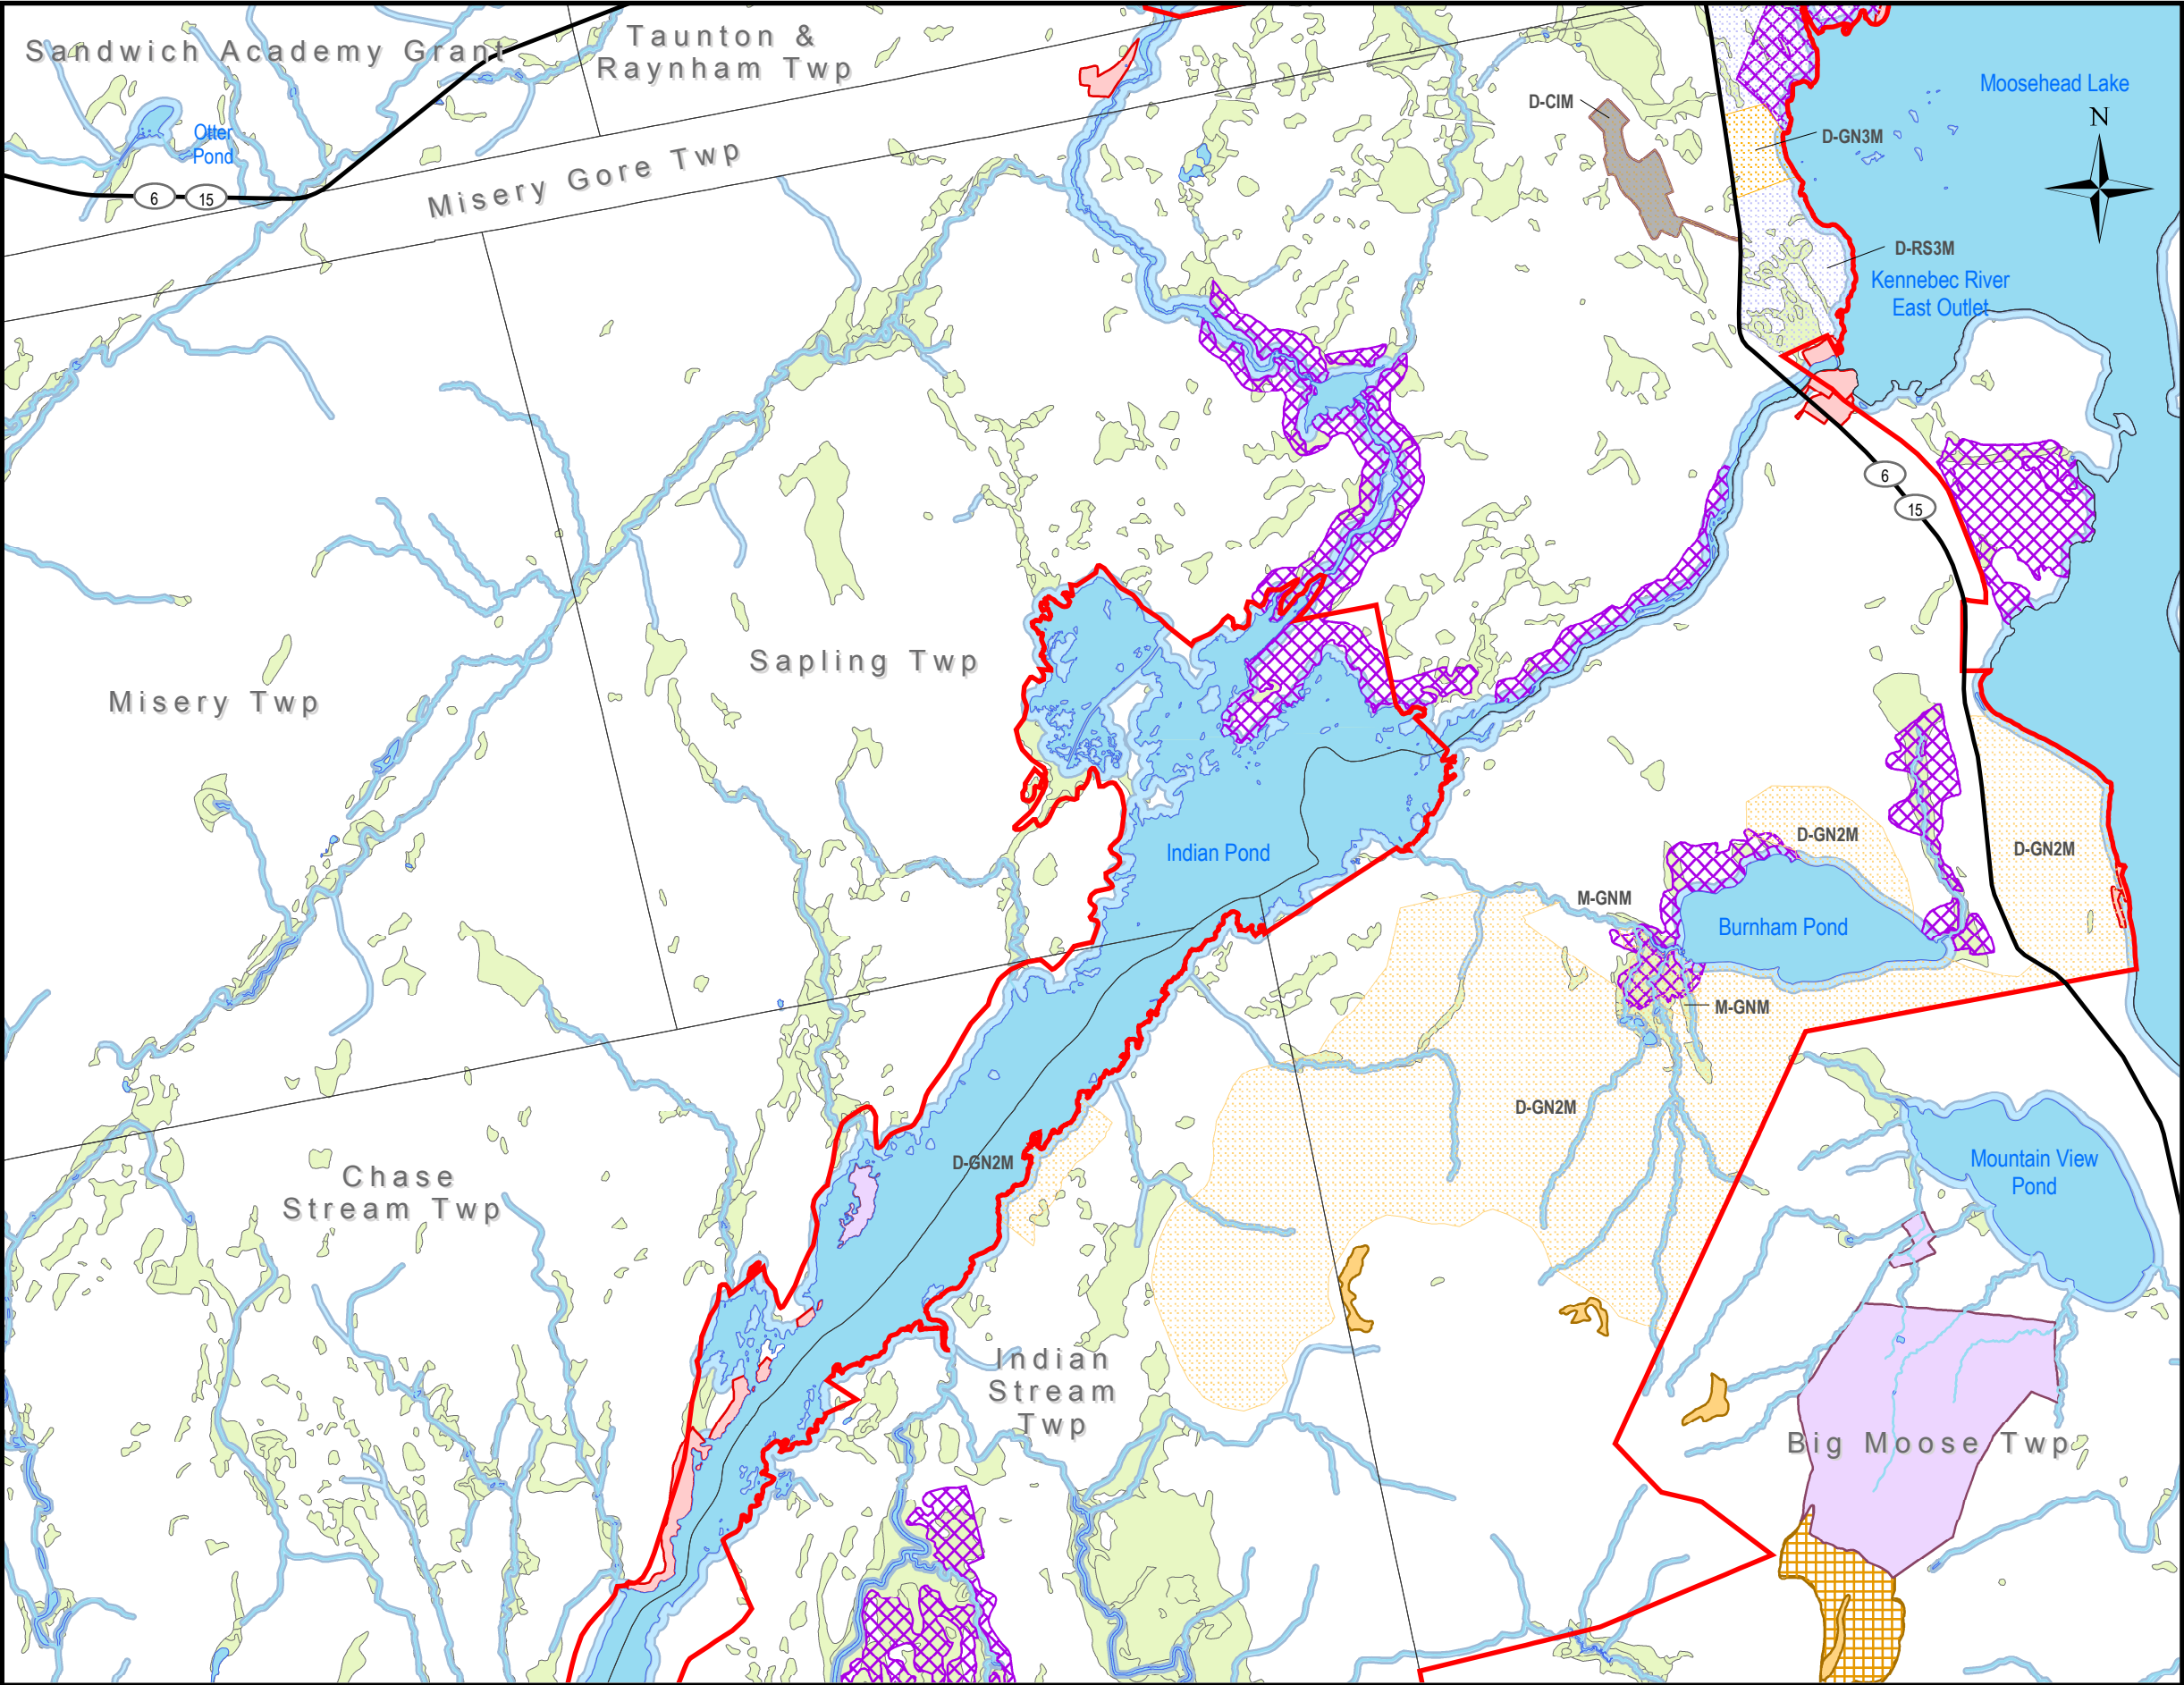 Sandwich Academy Grant
Taunton &
Raynham Twp
Moosehead Lake
N
D-CIM
D-GN3M
Otter
Pond
Misery Gore Twp
6
15
D-RS3M
Kennebec River
East Outlet
6
15
Sapling Twp
Misery Twp
D-GN2M
D-GN2M
Indian Pond
M-GNM
Burnham Pond
M-GNM
D-GN2M
D-GN2M
Mountain View
Pond
Chase
Stream Twp
Indian
Stream
Twp
Big Moose Twp